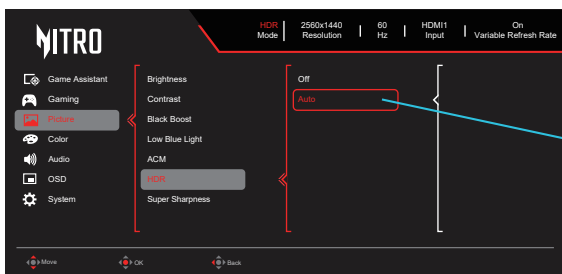 NITRO
HDR 2560x1440 60 HDMI1 On
Mode Resolution Hz Input Variable Refresh Rate
Game Assistant
Gaming
Picture
Color
Audio
OSD
System
Brightness
Contrast
Black Boost
Low Blue Light
ACM
HDR
Super Sharpness
Off
Auto
Move OK Back